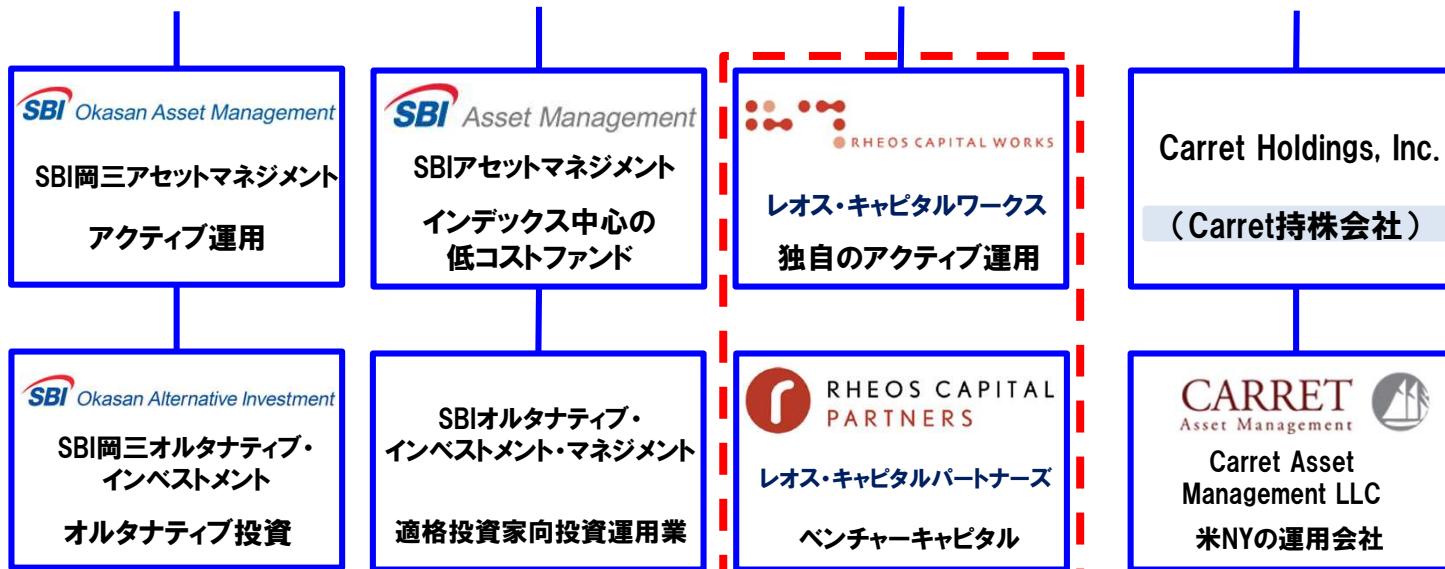 SBI Okasan Asset Management
SBI岡三アセットマネジメント
アクティブ運用
SBI Asset Management
SBIアセットマネジメント
インデックス中心の
低コストファンド
RHEOS CAPITAL WORKS
レオス・キャピタルワークス
独自のアクティブ運用
Carret Holdings, Inc.
（Carret持株会社）
SBI Okasan Alternative Investment
SBI岡三オルタナティブ・
インベストメント
オルタナティブ投資
SBIオルタナティブ・
インベストメント・マネジメント
適格投資家向投資運用業
r RHEOS CAPITAL
PARTNERS
レオス・キャピタルパートナーズ
ベンチャーキャピタル
CARRET
Asset Management
Carret Asset
Management LLC
米NYの運用会社